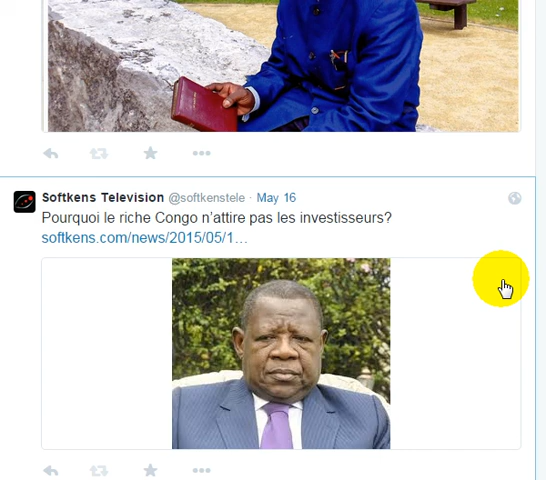 Softkens Television @softkenstele · May 16
Pourquoi le riche Congo n'attire pas les investisseurs?
softkens.com/news/2015/05/1…